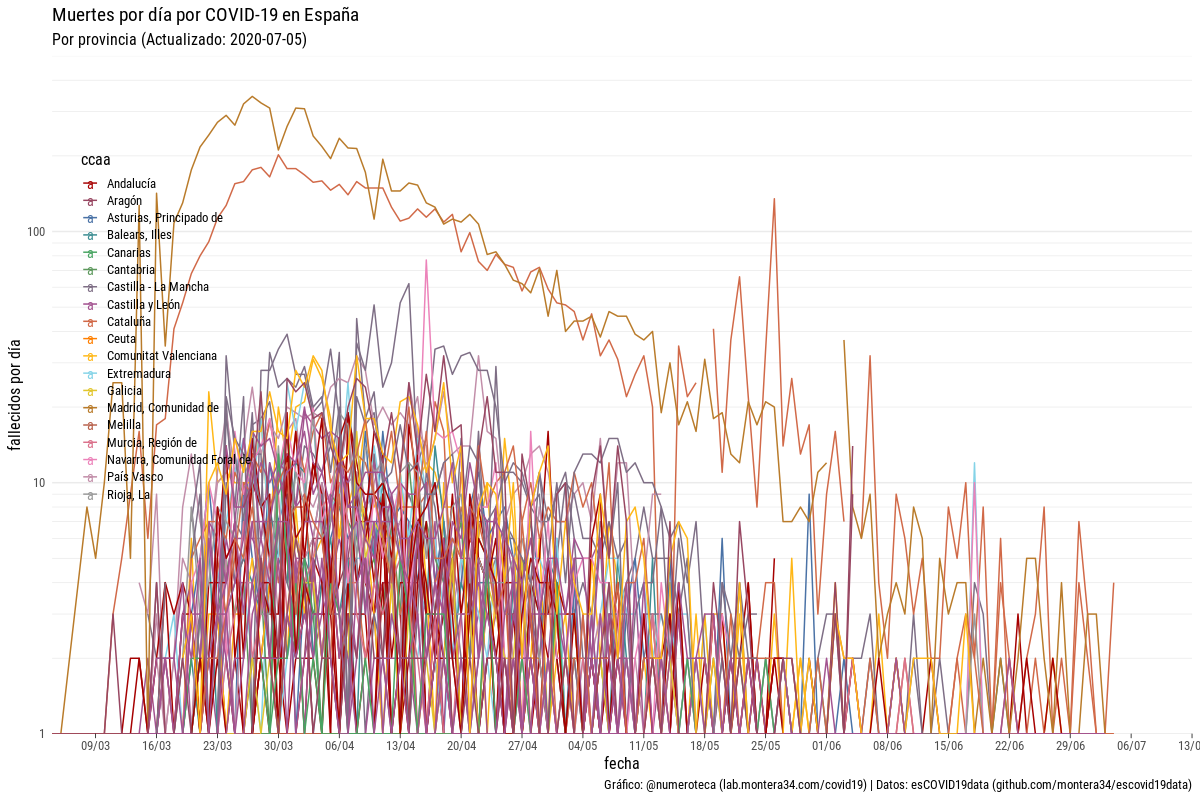 Muertes por día por COVID-19 en España
Por provincia (Actualizado: 2020-07-05)
fallecidos por día
100
10
1
ccaa
a Andalucía
a Aragón
a Asturias, Principado de
a Balears, Illes
a Canarias
a Cantabria
a Castilla - La Mancha
a Castilla y León
a Cataluña
a Ceuta
a Comunitat Valenciana
a Extremadura
a Galicia
a Madrid, Comunidad de
a Melilla
a Murcia, Región de
a Navarra, Comunidad Foral de
a País Vasco
a Rioja, La
09/03 16/03 23/03 30/03 06/04 13/04 20/04 27/04 04/05 11/05 18/05 25/05 01/06 08/06 15/06 22/06 29/06 06/07 13/0
fecha
Gráfico: @numeroteca (lab.montera34.com/covid19) | Datos: esCOVID19data (github.com/montera34/escovid19data)